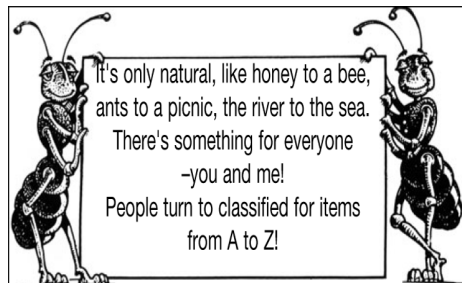 It's only natural, like honey to a bee,
ants to a picnic, the river to the sea.
There's something for everyone
–you and me!
People turn to classified for items
from A to Z!